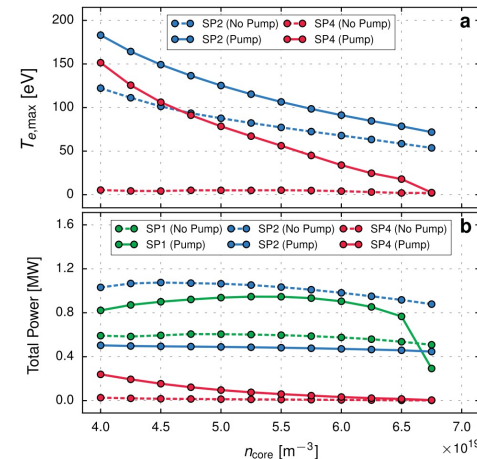 200
150
100
50
0
T_e,max [eV]
a
SP2 (No Pump) SP4 (No Pump)
SP2 (Pump) SP4 (Pump)
1.6
1.2
0.8
0.4
0.0
Total Power [MW]
b
SP1 (No Pump) SP2 (No Pump) SP4 (No Pump)
SP1 (Pump) SP2 (Pump) SP4 (Pump)
4.0 4.5 5.0 5.5 6.0 6.5 7.0
× 10¹⁹
n_core [m⁻³]